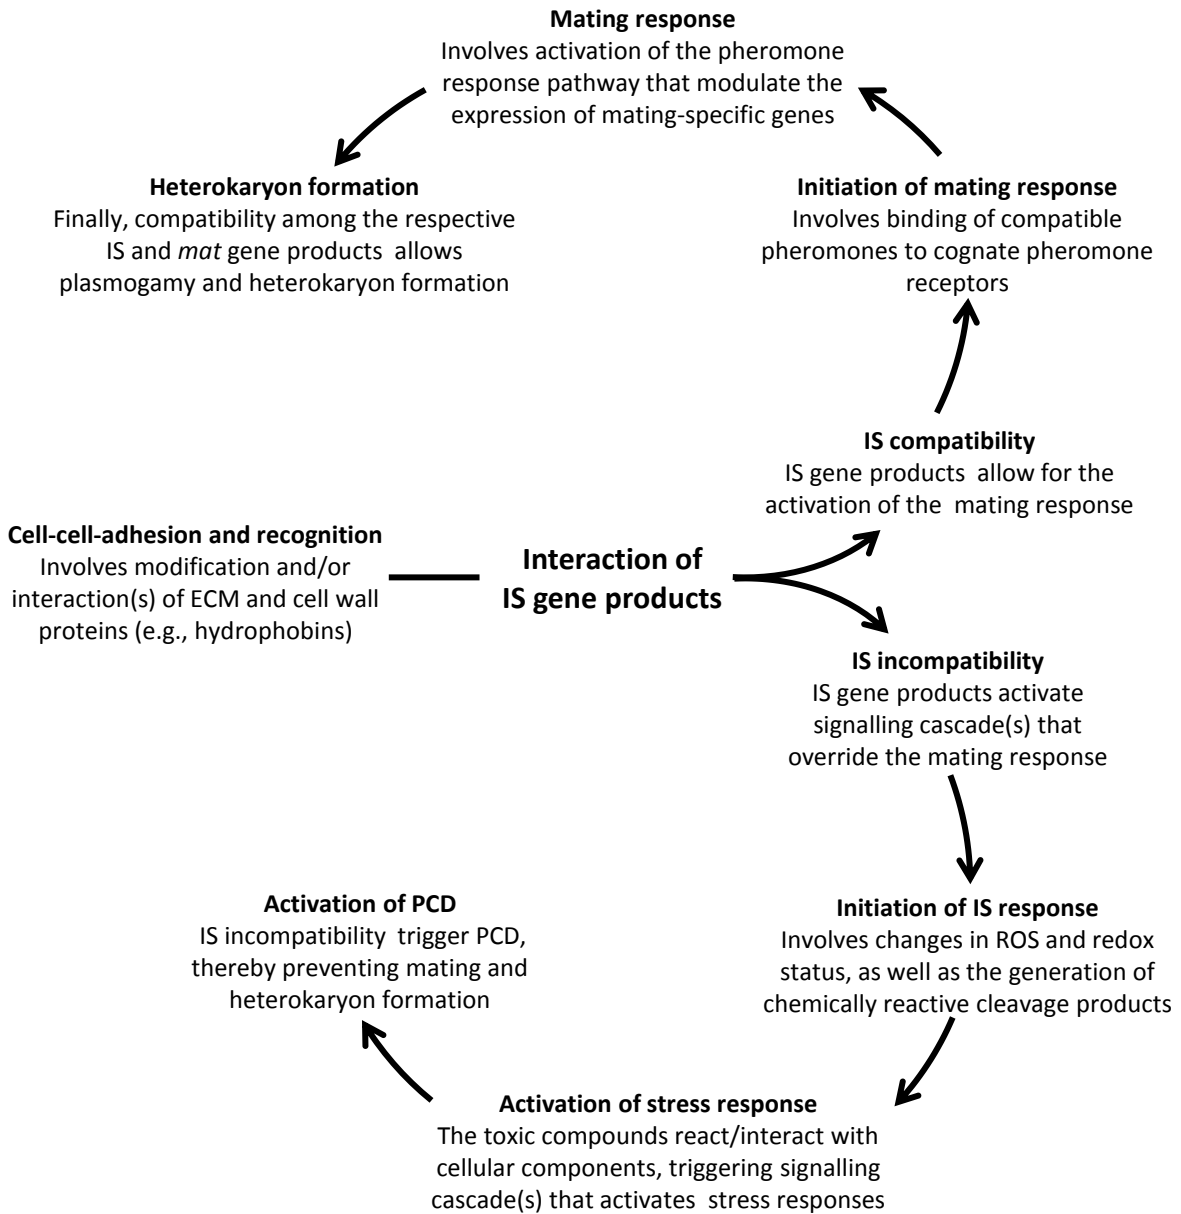 Mating response
Involves activation of the pheromone
response pathway that modulate the
expression of mating-specific genes
Heterokaryon formation
Finally, compatibility among the respective
IS and mat gene products allows
plasmogamy and heterokaryon formation
Initiation of mating response
Involves binding of compatible
pheromones to cognate pheromone
receptors
IS compatibility
IS gene products allow for the
activation of the mating response
Cell-cell-adhesion and recognition
Involves modification and/or
interaction(s) of ECM and cell wall
proteins (e.g., hydrophobins)
Interaction of
IS gene products
IS incompatibility
IS gene products activate
signalling cascade(s) that
override the mating response
Activation of PCD
IS incompatibility trigger PCD,
thereby preventing mating and
heterokaryon formation
Initiation of IS response
Involves changes in ROS and redox
status, as well as the generation of
chemically reactive cleavage products
Activation of stress response
The toxic compounds react/interact with
cellular components, triggering signalling
cascade(s) that activates stress responses